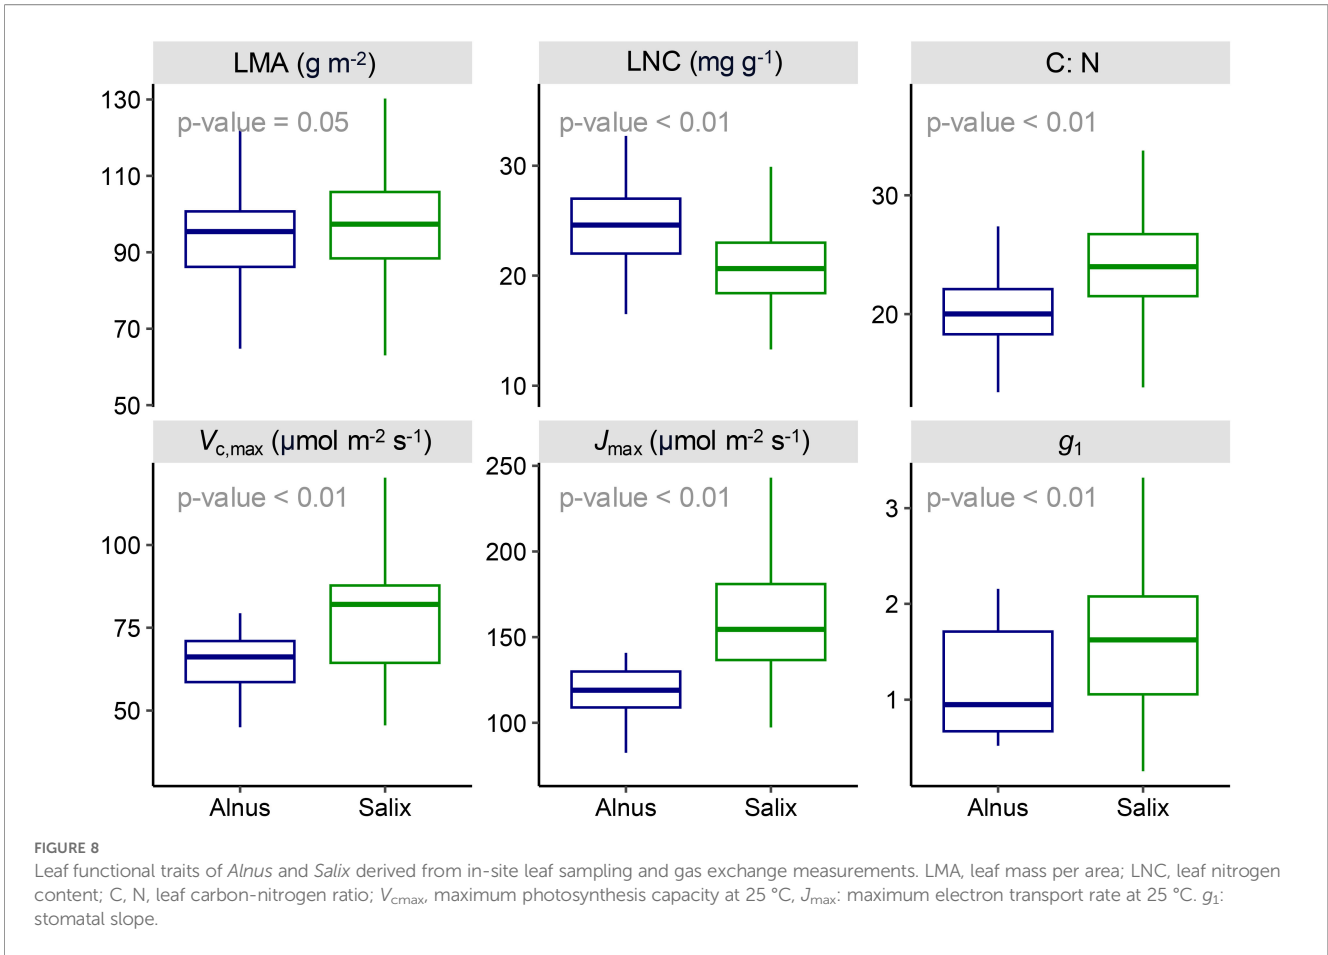 LMA (g m-2)
LNC (mg g-1)
C: N
130
110
90
70
50
p-value = 0.05
30
20
10
p-value < 0.01
30
20
p-value < 0.01
Vc,max (µmol m-2 s-1)
Jmax (µmol m-2 s-1)
g1
100
75
50
p-value < 0.01
250
200
150
100
p-value < 0.01
3
2
1
p-value < 0.01
Alnus
Salix
Alnus
Salix
Alnus
Salix
FIGURE 8
Leaf functional traits of Alnus and Salix derived from in-site leaf sampling and gas exchange measurements. LMA, leaf mass per area; LNC, leaf nitrogen
content; C, N, leaf carbon-nitrogen ratio; Vcmax, maximum photosynthesis capacity at 25 °C, Jmax: maximum electron transport rate at 25 °C. g1:
stomatal slope.